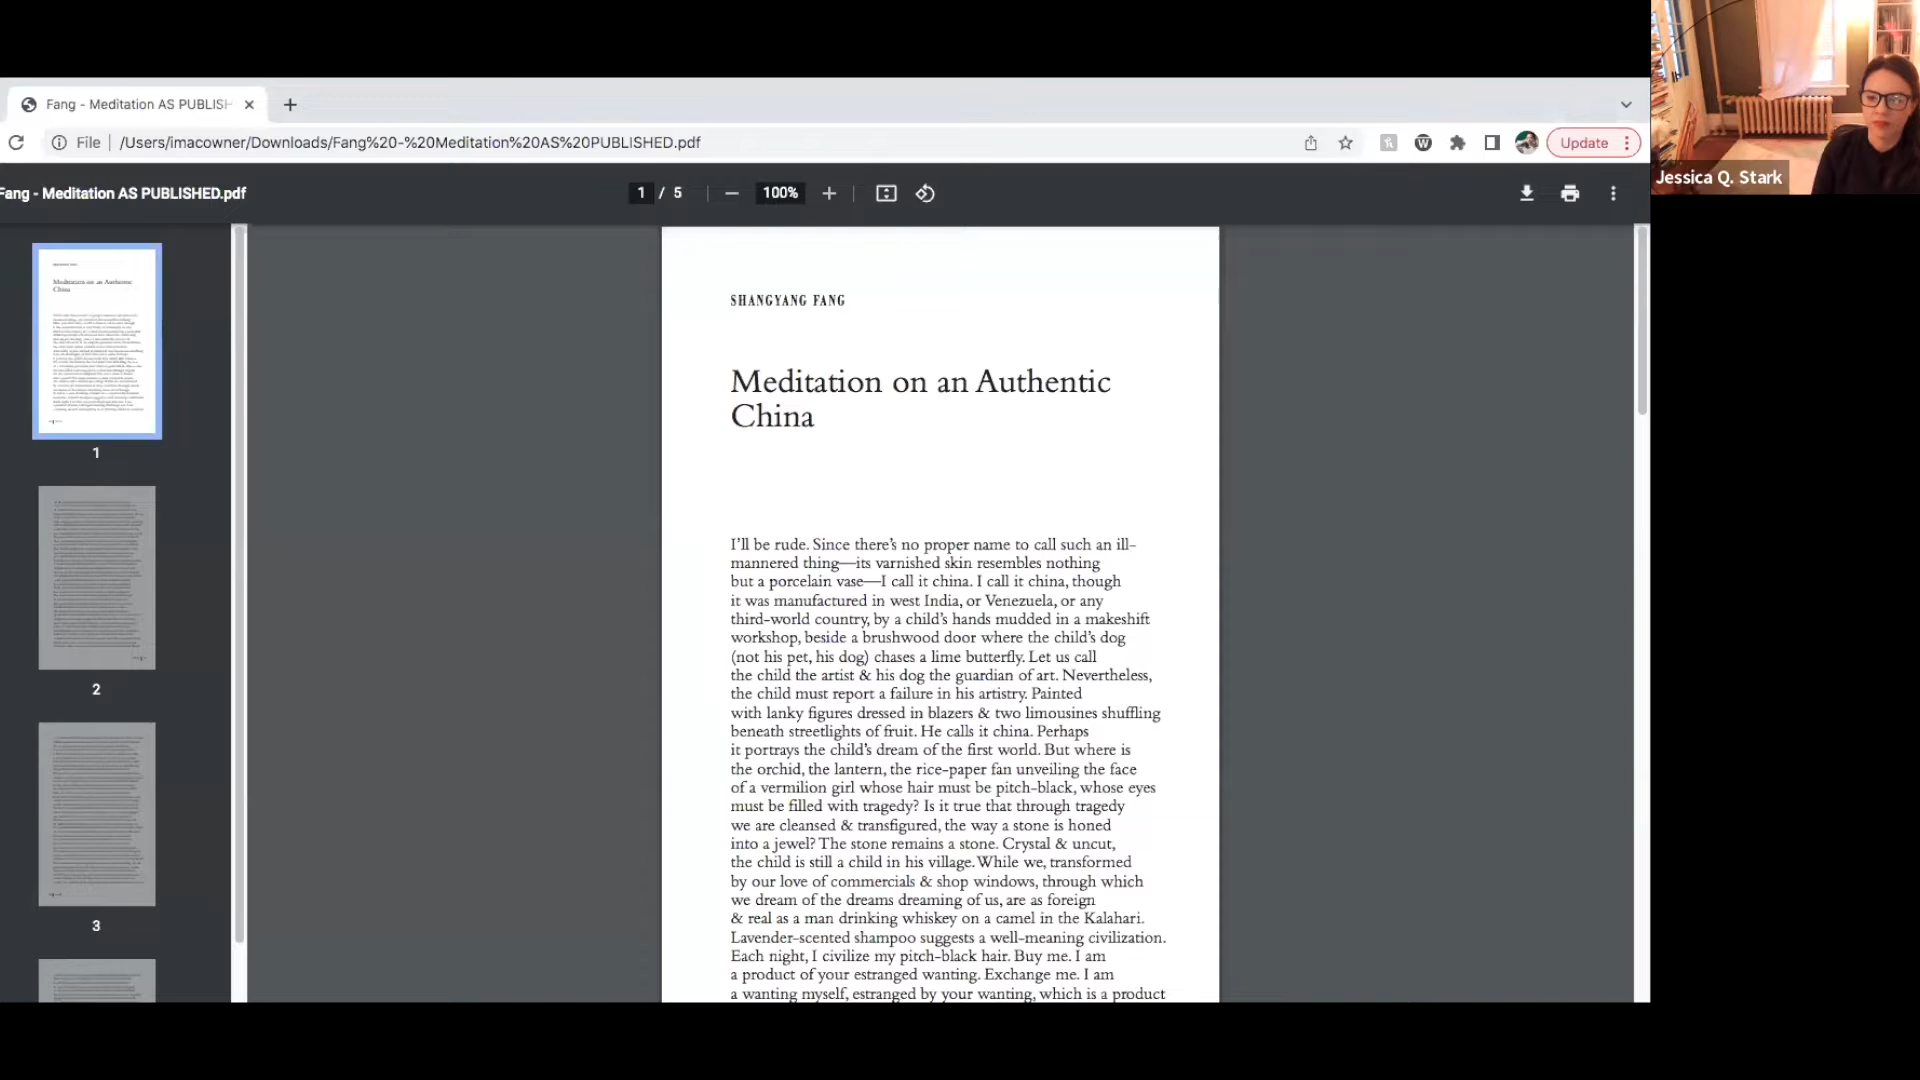 Fang - Meditation AS PUBLISH
File
/Users/imacowner/Downloads/Fang%20-%20Meditation%20AS%20PUBLISHED.pdf
Update
Jessica Q. Stark
Fang - Meditation AS PUBLISHED.pdf
1 / 5
100%
SHANGYANG FANG
Meditation on an Authentic
China
I'll be rude. Since there's no proper name to call such an ill-
mannered thing—its varnished skin resembles nothing
but a porcelain vase—I call it china. I call it china, though
it was manufactured in west India, or Venezuela, or any
third-world country, by a child's hands mudded in a makeshift
workshop, beside a brushwood door where the child's dog
(not his pet, his dog) chases a lime butterfly. Let us call
the child the artist & his dog the guardian of art. Nevertheless,
the child must report a failure in his artistry. Painted
with lanky figures dressed in blazers & two limousines shuffling
beneath streetlights of fruit. He calls it china. Perhaps
it portrays the child's dream of the first world. But where is
the orchid, the lantern, the rice-paper fan unveiling the face
of a vermilion girl whose hair must be pitch-black, whose eyes
must be filled with tragedy? Is it true that through tragedy
we are cleansed & transfigured, the way a stone is honed
into a jewel? The stone remains a stone. Crystal & uncut,
the child is still a child in his village. While we, transformed
by our love of commercials & shop windows, through which
we dream of the dreams dreaming of us, are as foreign
& real as a man drinking whiskey on a camel in the Kalahari.
Lavender-scented shampoo suggests a well-meaning civilization.
Each night, I civilize my pitch-black hair. Buy me. I am
a product of your estranged wanting. Exchange me. I am
a wanting myself, estranged by your wanting, which is a product
Meditation on an Authentic
China
1
2
3